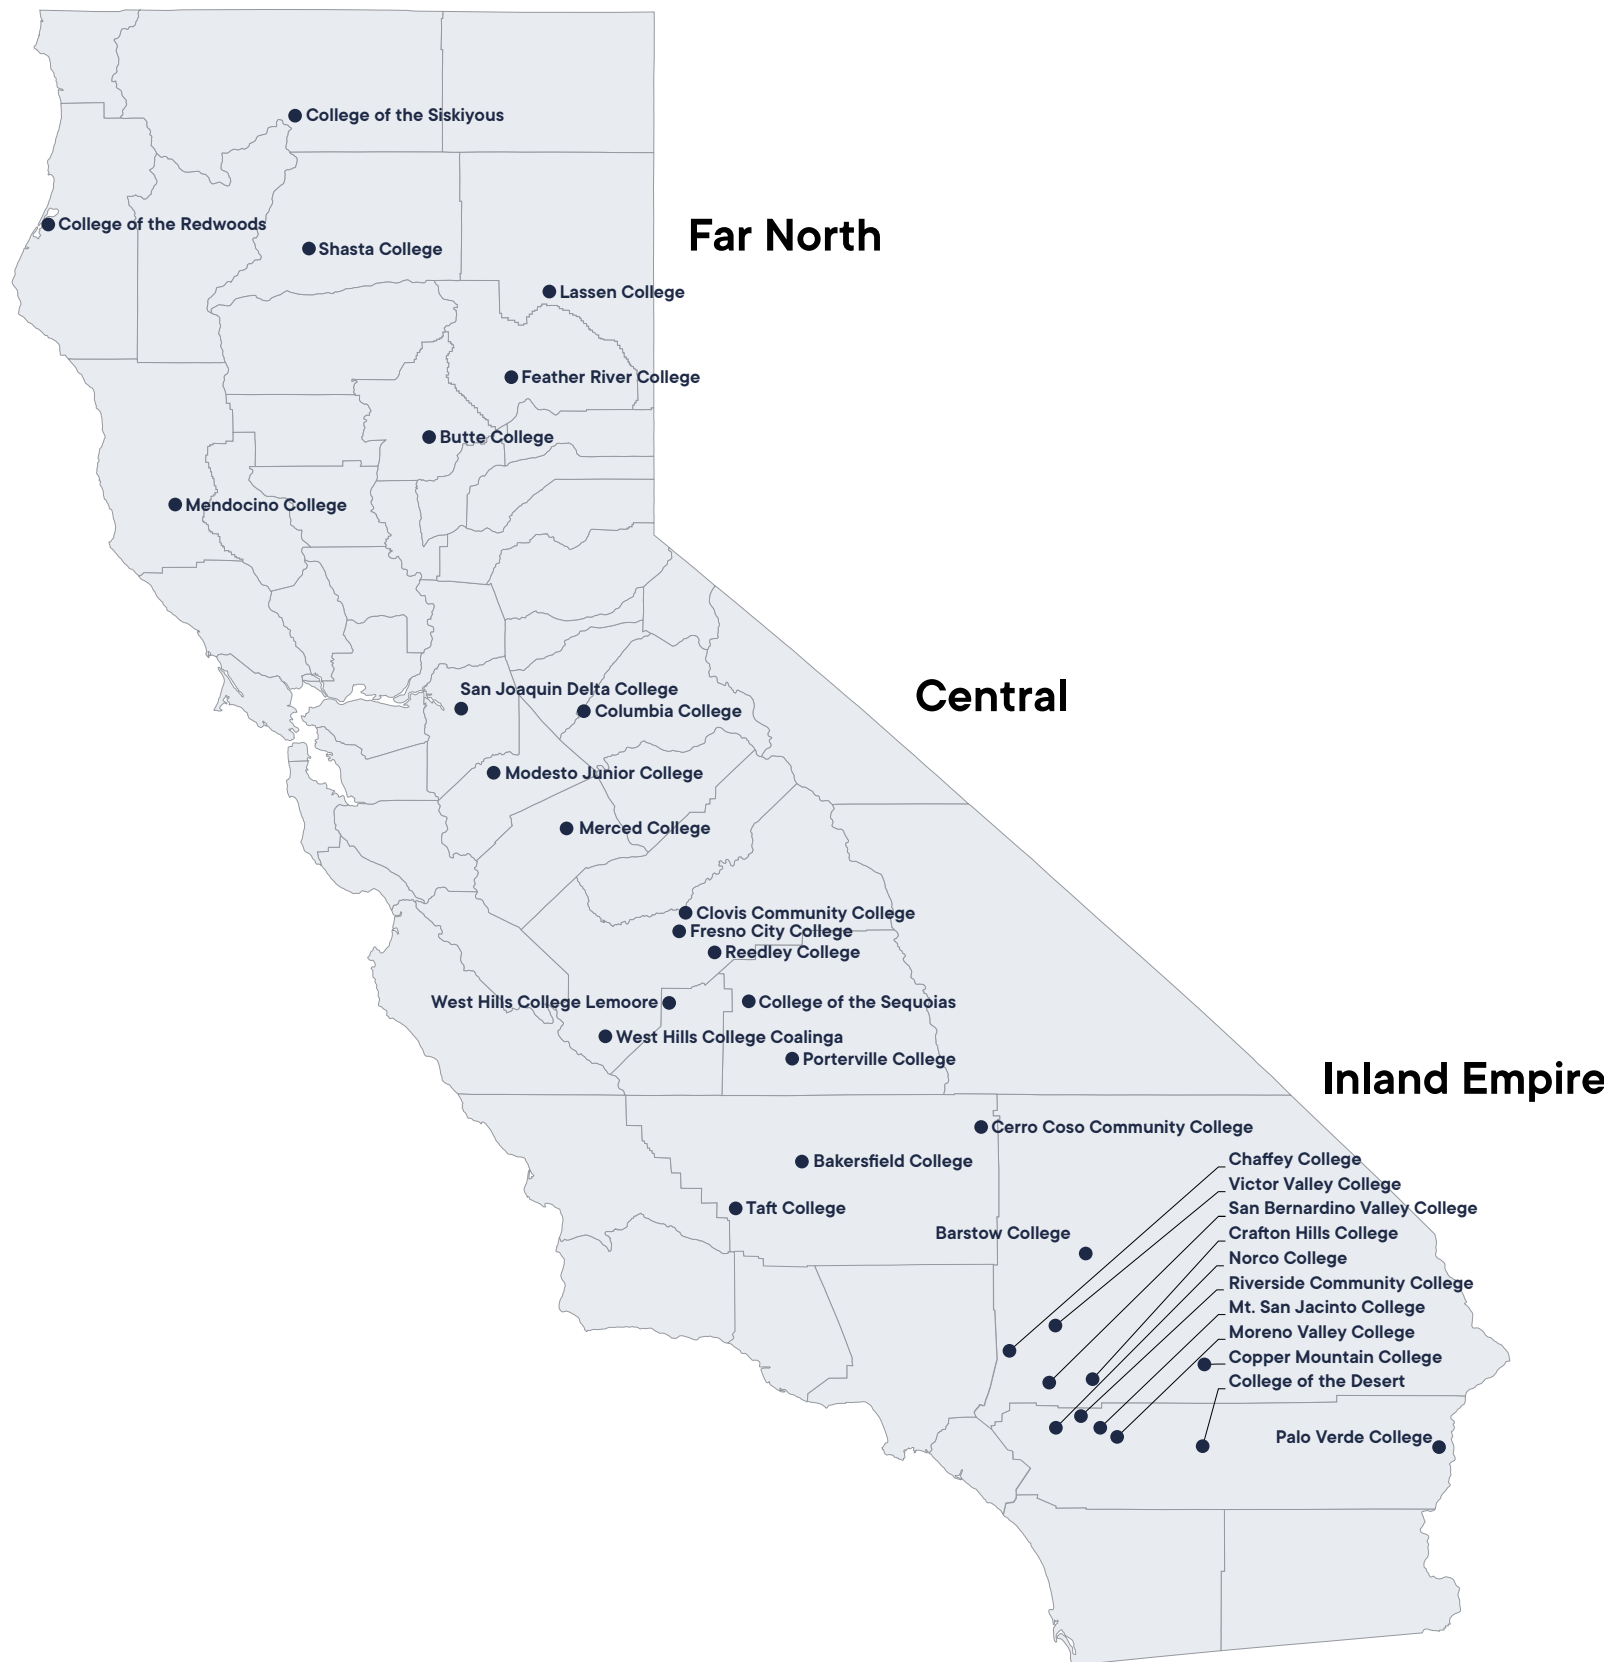 College of the Siskiyous
College of the Redwoods
Far North
Shasta College
Lassen College
Feather River College
Butte College
Mendocino College
San Joaquin Delta College
Central
Columbia College
Modesto Junior College
Merced College
Clovis Community College
Fresno City College
Reedley College
West Hills College Lemoore
College of the Sequoias
West Hills College Coalinga
Porterville College
Inland Empire
Cerro Coso Community College
Bakersfield College
Chaffey College
Victor Valley College
Taft College
San Bernardino Valley College
Barstow College
Crafton Hills College
Norco College
Riverside Community College
Mt. San Jacinto College
Moreno Valley College
Copper Mountain College
College of the Desert
Palo Verde College